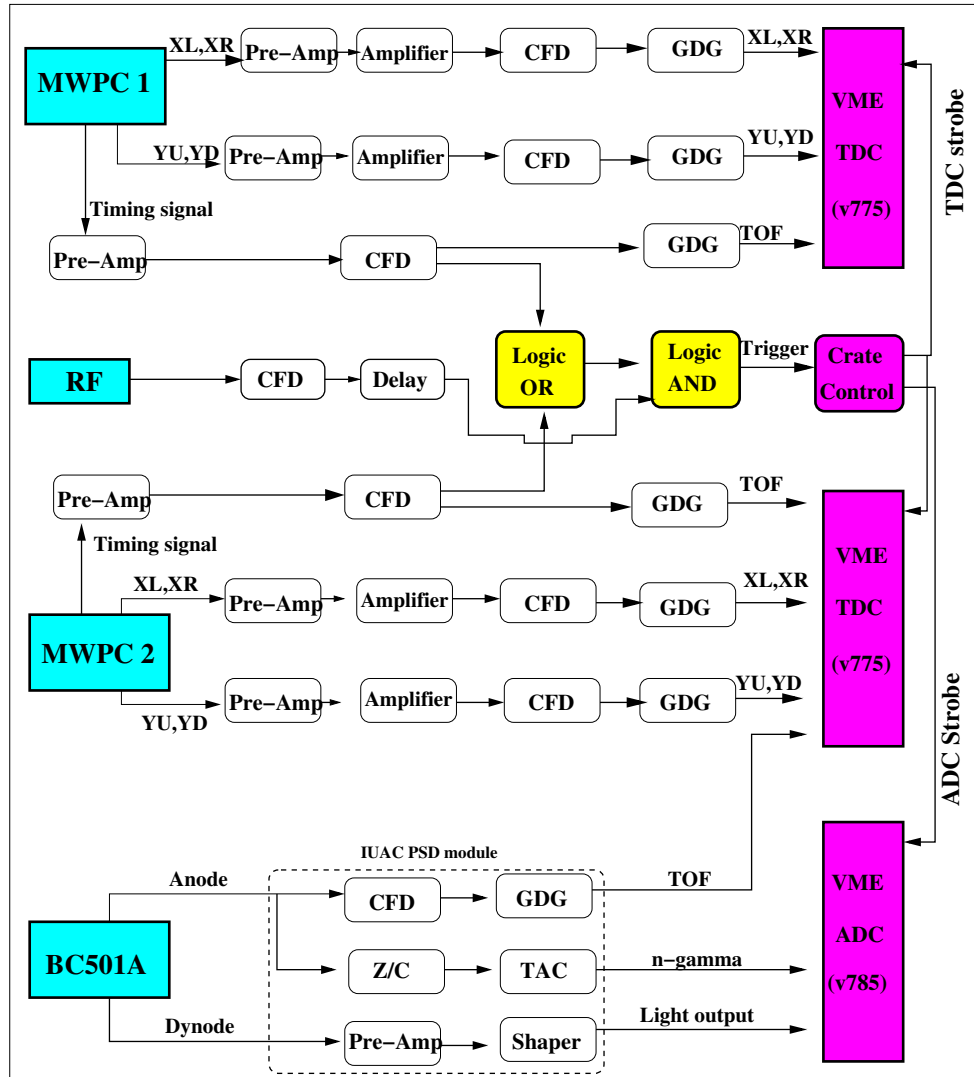 XL,XR
Pre-Amp
Amplifier
CFD
GDG
XL,XR
MWPC 1
VME
TDC
(v775)
YU,YD
Pre-Amp
Amplifier
CFD
GDG
YU,YD
TDC strobe
Timing signal
Pre-Amp
CFD
GDG
TOF
RF
CFD
Delay
Logic
OR
Logic
AND
Trigger
Crate
Control
Pre-Amp
CFD
GDG
TOF
Timing signal
XL,XR
Pre-Amp
Amplifier
CFD
GDG
XL,XR
MWPC 2
VME
TDC
(v775)
YU,YD
Pre-Amp
Amplifier
CFD
GDG
YU,YD
ADC Strobe
IUAC PSD module
Anode
CFD
GDG
TOF
BC501A
Z/C
TAC
n-gamma
VME
ADC
(v785)
Dynode
Pre-Amp
Shaper
Light output